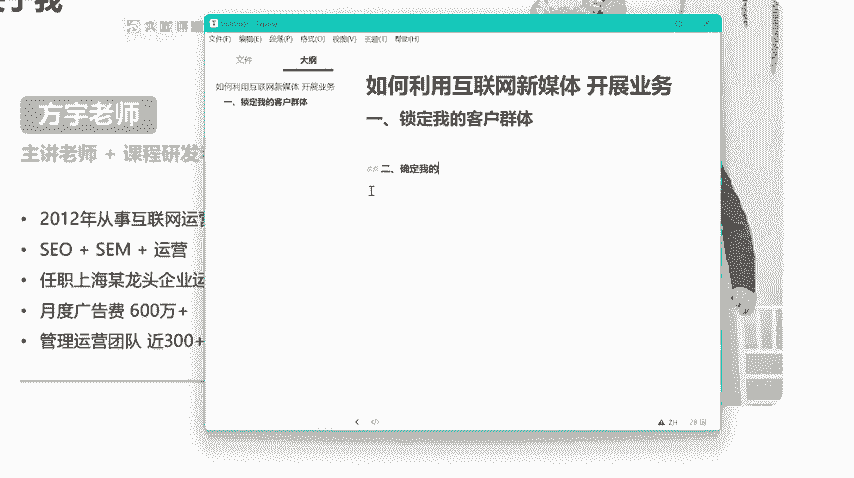 于我
方宇老师
主讲老师 + 课程研发
• 2012年从事互联网运营
• SEO + SEM + 运营
• 任职上海某龙头企业运
• 月度广告费 600万+
• 管理运营团队 近300+
文件(F) 编辑(E) 段落(P) 格式(O) 视图(V) 主题(T) 帮助(H)
文件 大纲
如何利用互联网新媒体 开展业务
一、锁定我的客户群体
如何利用互联网新媒体 开展业务
一、锁定我的客户群体
## 二、确定我的
ZH 28 词